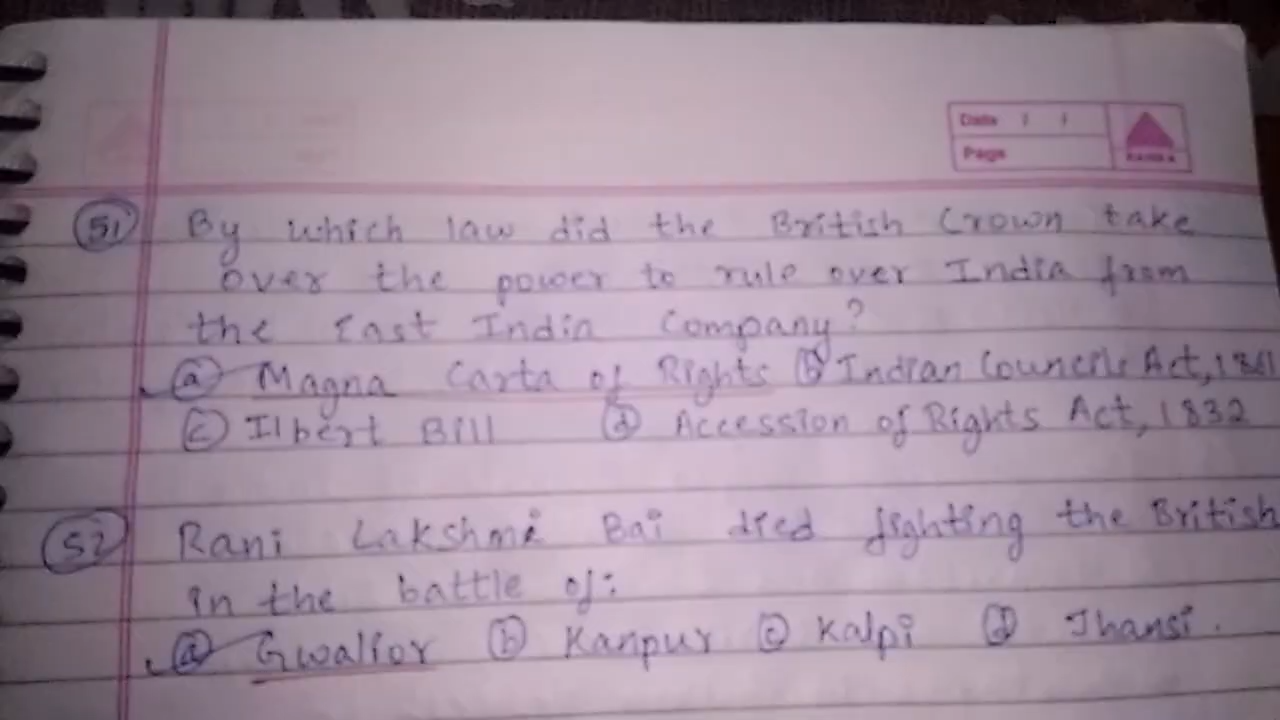 Date / /
Page
51 By which law did the British Crown take
over the power to rule over India from
the East India Company?
a Magna Carta of Rights b Indian Councils Act, 1861
c Ilbert Bill d Accession of Rights Act, 1832
52 Rani Lakshmi Bai died fighting the British
in the battle of:
a Gwalior b Kanpur c Kalpi d Jhansi.